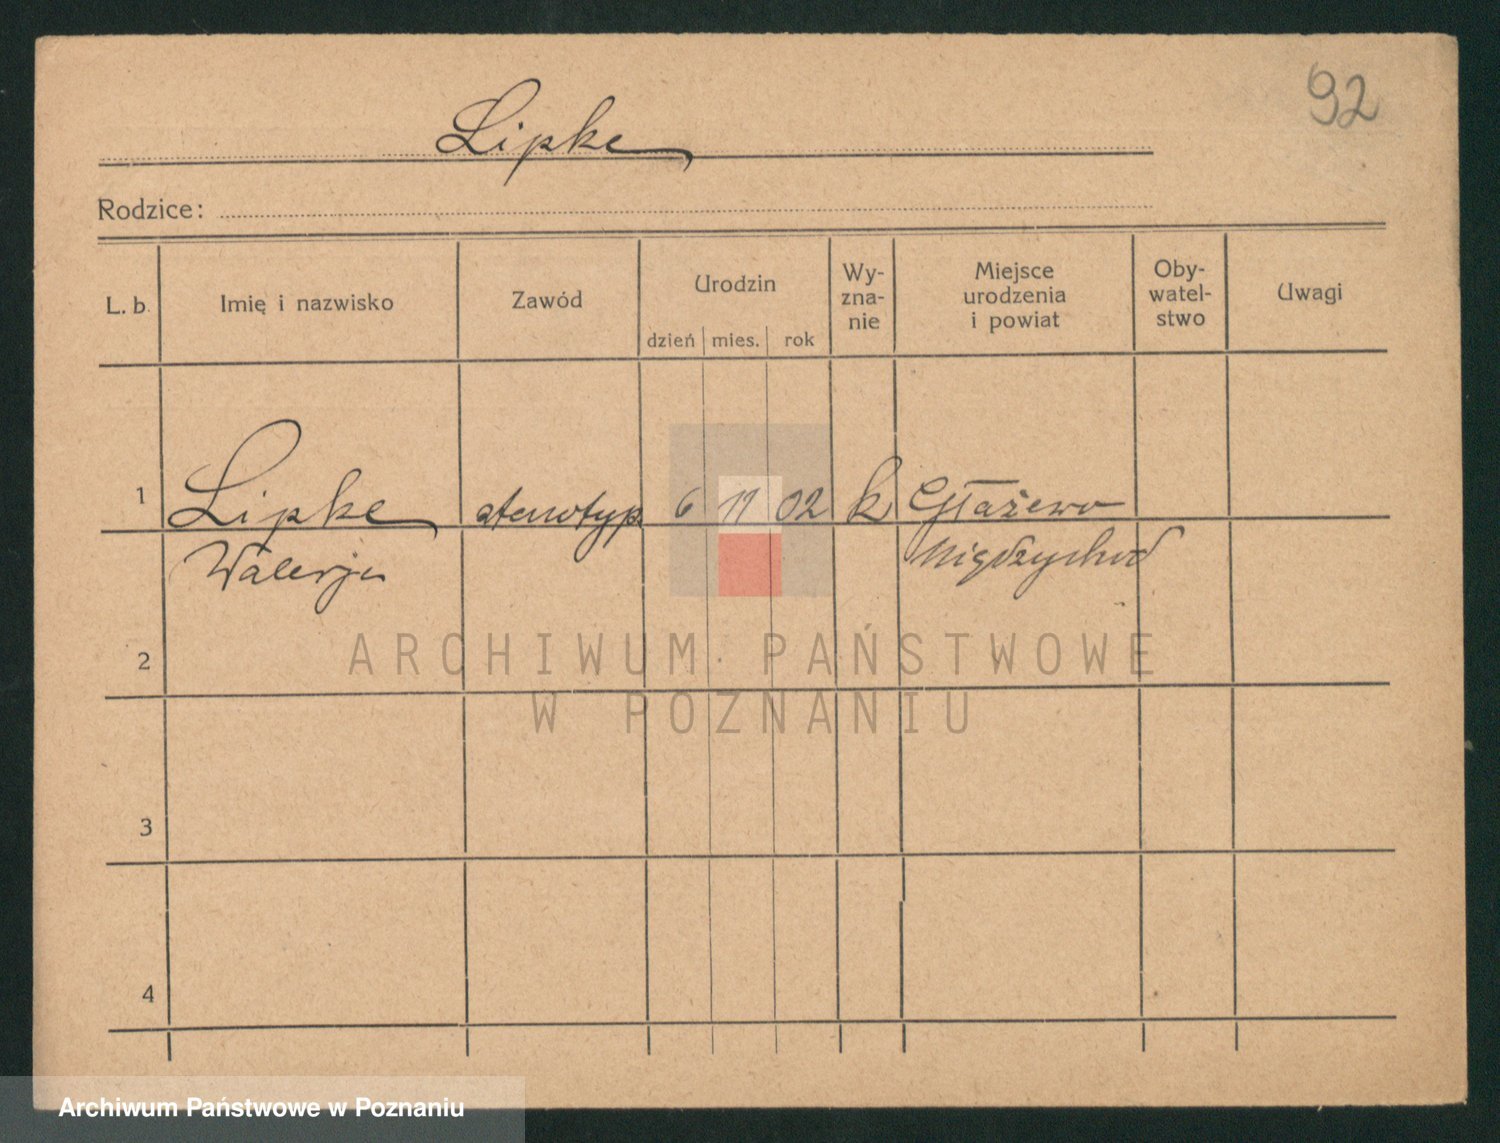 92
Lipke
Rodzice:
L. b.
Imię i nazwisko
Zawód
Urodzin
dzień
mies.
rok
Wy-
zna-
nie
Miejsce
urodzenia
i powiat
Oby-
watel-
stwo
Uwagi
1
Lipke
Walerja
stenotyp.
6
11
02
k
Głażewo
Międzychód
2
3
4
ARCHIWUM PAŃSTWOWE
W POZNANIU
Archiwum Państwowe w Poznaniu